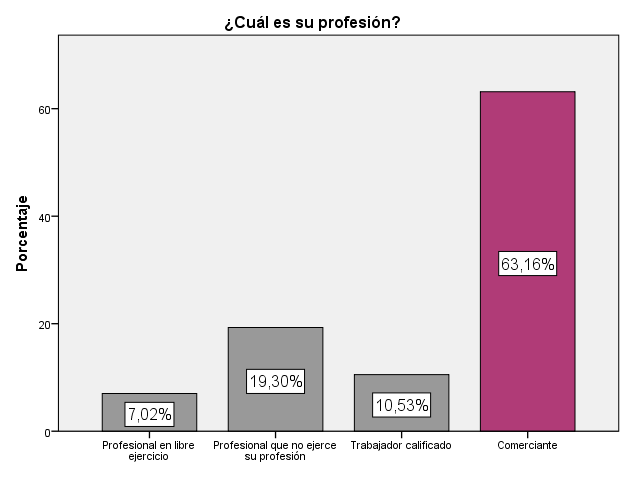 ¿Cuál es su profesión?
Porcentaje
60
40
20
0
7,02%
19,30%
10,53%
63,16%
Profesional en libre
ejercicio
Profesional que no ejerce
su profesión
Trabajador calificado
Comerciante